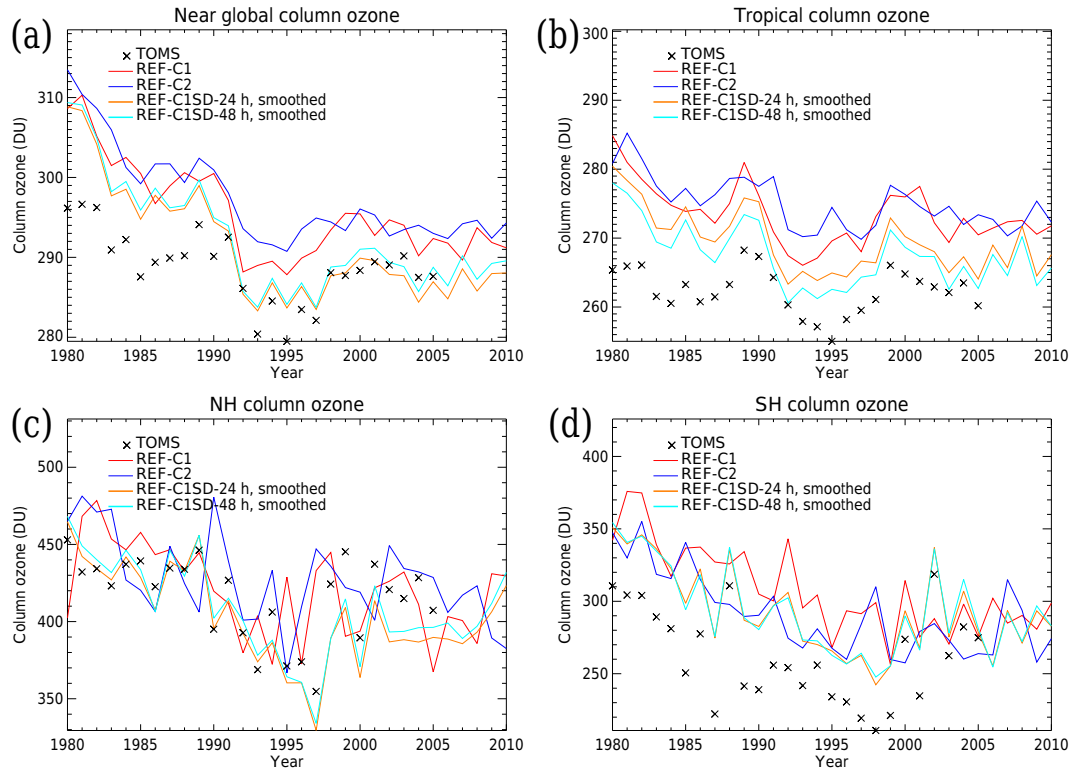 Near global column ozone
(a)
× TOMS
REF-C1
REF-C2
REF-C1SD-24 h, smoothed
REF-C1SD-48 h, smoothed
Column ozone (DU)
310
300
290
280
1980 1985 1990 1995 2000 2005 2010
Year
Tropical column ozone
(b)
× TOMS
REF-C1
REF-C2
REF-C1SD-24 h, smoothed
REF-C1SD-48 h, smoothed
Column ozone (DU)
300
290
280
270
260
1980 1985 1990 1995 2000 2005 2010
Year
NH column ozone
(c)
× TOMS
REF-C1
REF-C2
REF-C1SD-24 h, smoothed
REF-C1SD-48 h, smoothed
Column ozone (DU)
500
450
400
350
1980 1985 1990 1995 2000 2005 2010
Year
SH column ozone
(d)
× TOMS
REF-C1
REF-C2
REF-C1SD-24 h, smoothed
REF-C1SD-48 h, smoothed
Column ozone (DU)
400
350
300
250
1980 1985 1990 1995 2000 2005 2010
Year